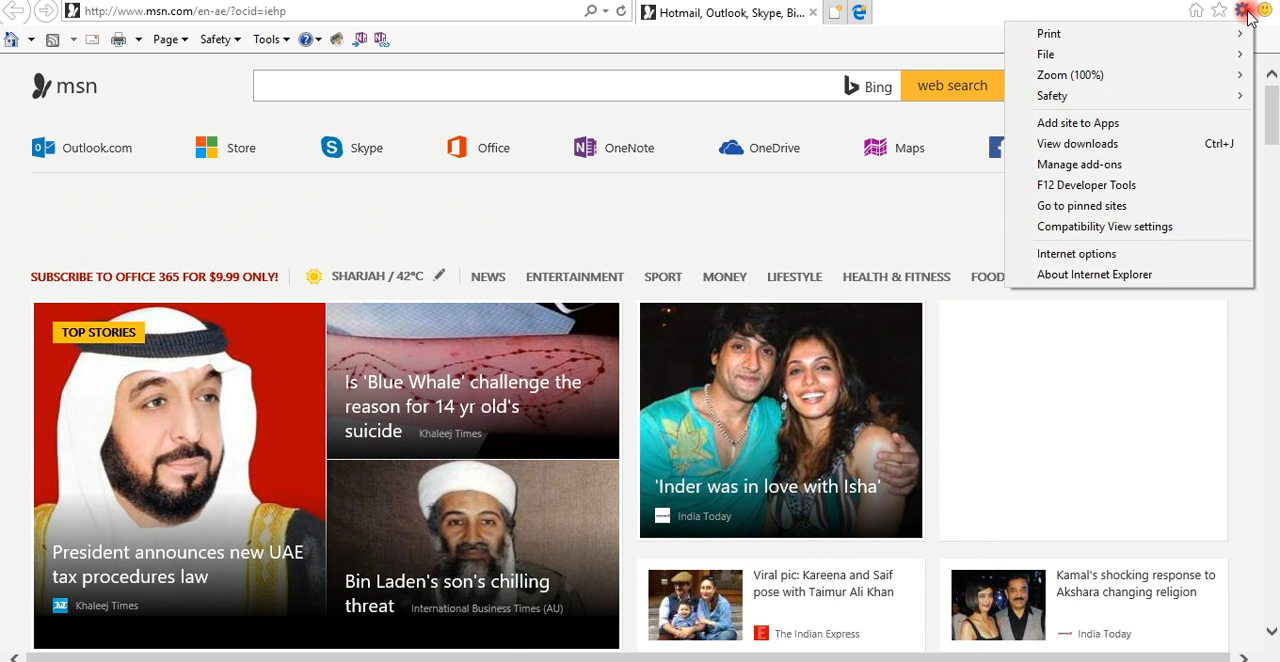 http://www.msn.com/en-ae/?ocid=iehp
Hotmail, Outlook, Skype, Bi...
Page
Safety
Tools
Print
File
Zoom (100%)
Safety
Add site to Apps
View downloads Ctrl+J
Manage add-ons
F12 Developer Tools
Go to pinned sites
Compatibility View settings
Internet options
About Internet Explorer
msn
Bing
web search
Outlook.com
Store
Skype
Office
OneNote
OneDrive
Maps
SUBSCRIBE TO OFFICE 365 FOR $9.99 ONLY!
SHARJAH / 42°C
NEWS
ENTERTAINMENT
SPORT
MONEY
LIFESTYLE
HEALTH & FITNESS
FOOD
TOP STORIES
President announces new UAE
tax procedures law
Khaleej Times
Is 'Blue Whale' challenge the
reason for 14 yr old's
suicide Khaleej Times
Bin Laden's son's chilling
threat International Business Times (AU)
'Inder was in love with Isha'
India Today
Viral pic: Kareena and Saif
pose with Taimur Ali Khan
The Indian Express
Kamal's shocking response to
Akshara changing religion
India Today